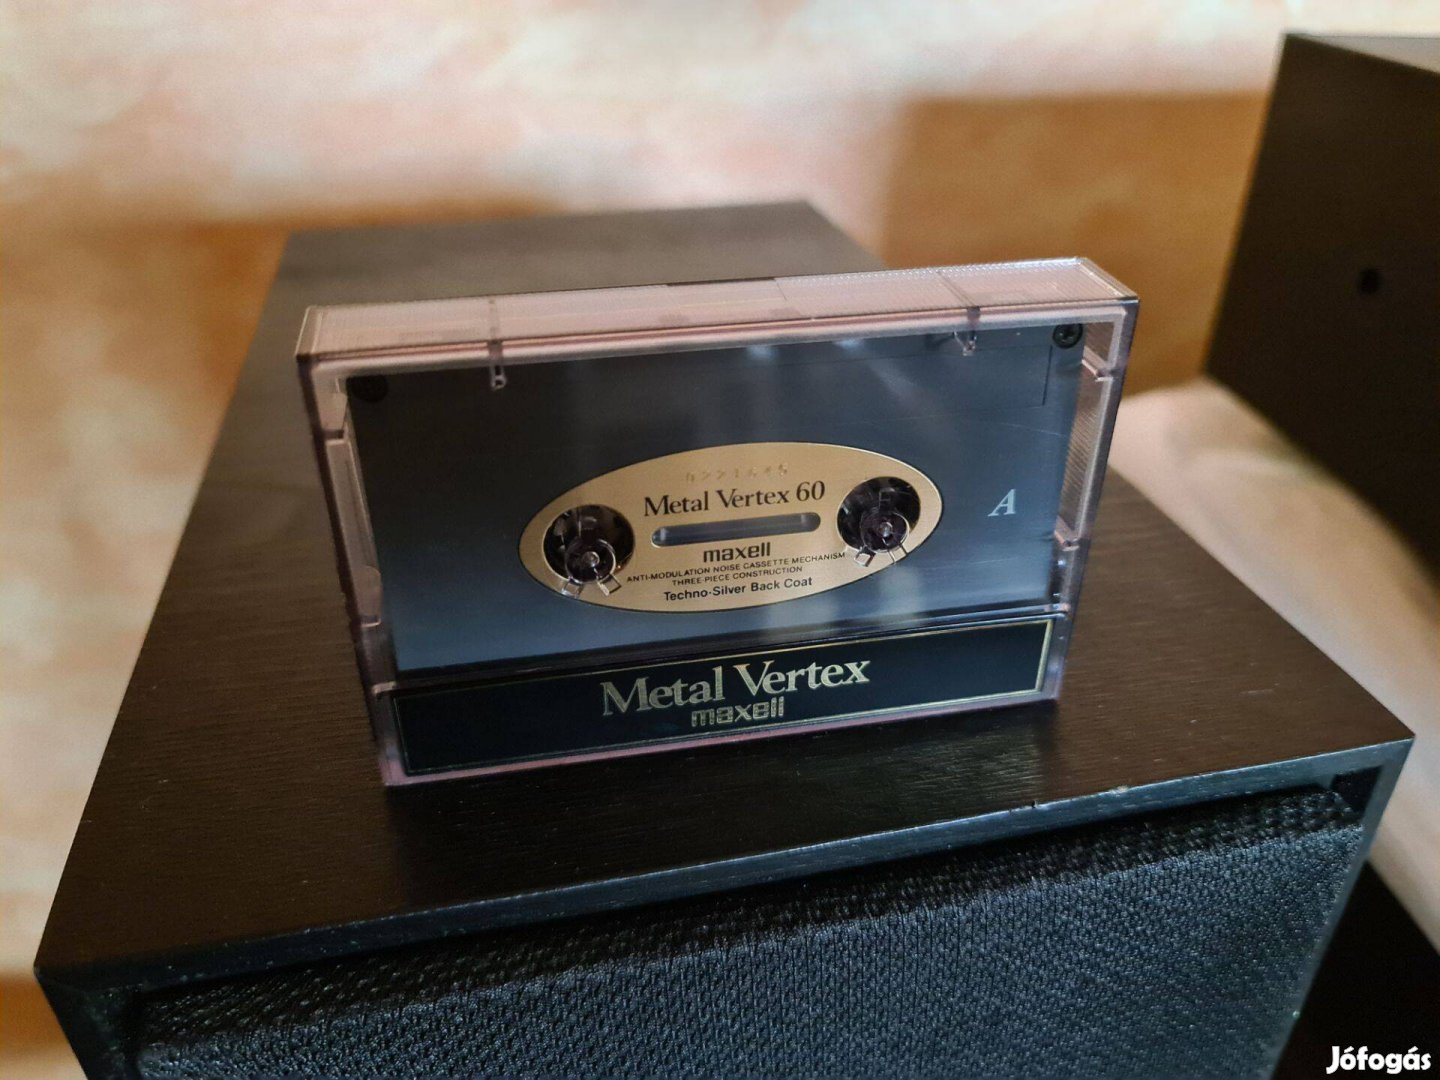 Metal Vertex 60
maxell
ANTI-MODULATION NOISE CASSETTE MECHANISM
THREE-PIECE CONSTRUCTION
Techno-Silver Back Coat
A
Metal Vertex
maxell
Jófogás